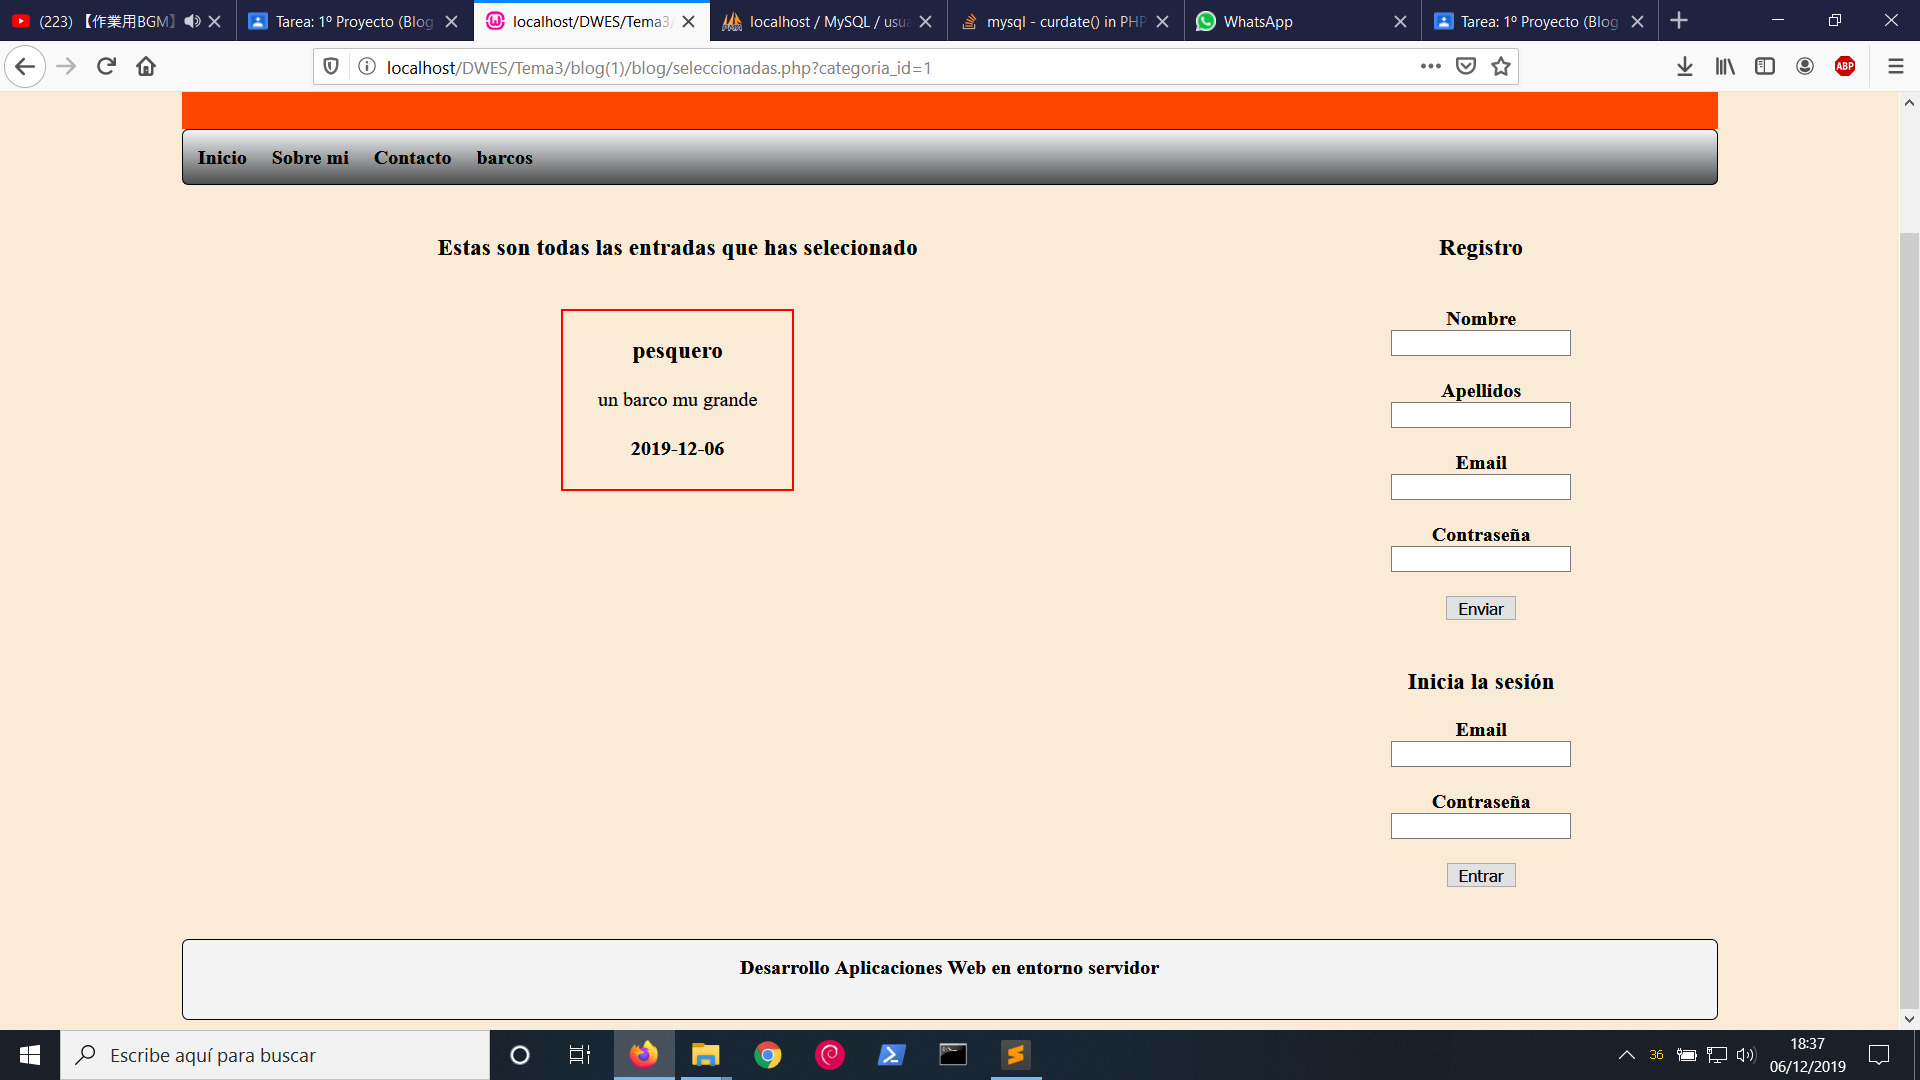 (223) 【作業用BGM】
Tarea: 1º Proyecto (Blog
localhost/DWES/Tema3/
localhost / MySQL / usua
mysql - curdate() in PHP
WhatsApp
Tarea: 1º Proyecto (Blog
localhost/DWES/Tema3/blog(1)/blog/seleccionadas.php?categoria_id=1
ABP
Inicio Sobre mi Contacto barcos
Estas son todas las entradas que has selecionado
pesquero
un barco mu grande
2019-12-06
Registro
Nombre
Apellidos
Email
Contraseña
Enviar
Inicia la sesión
Email
Contraseña
Entrar
Desarrollo Aplicaciones Web en entorno servidor
Escribe aquí para buscar
36
18:37
06/12/2019